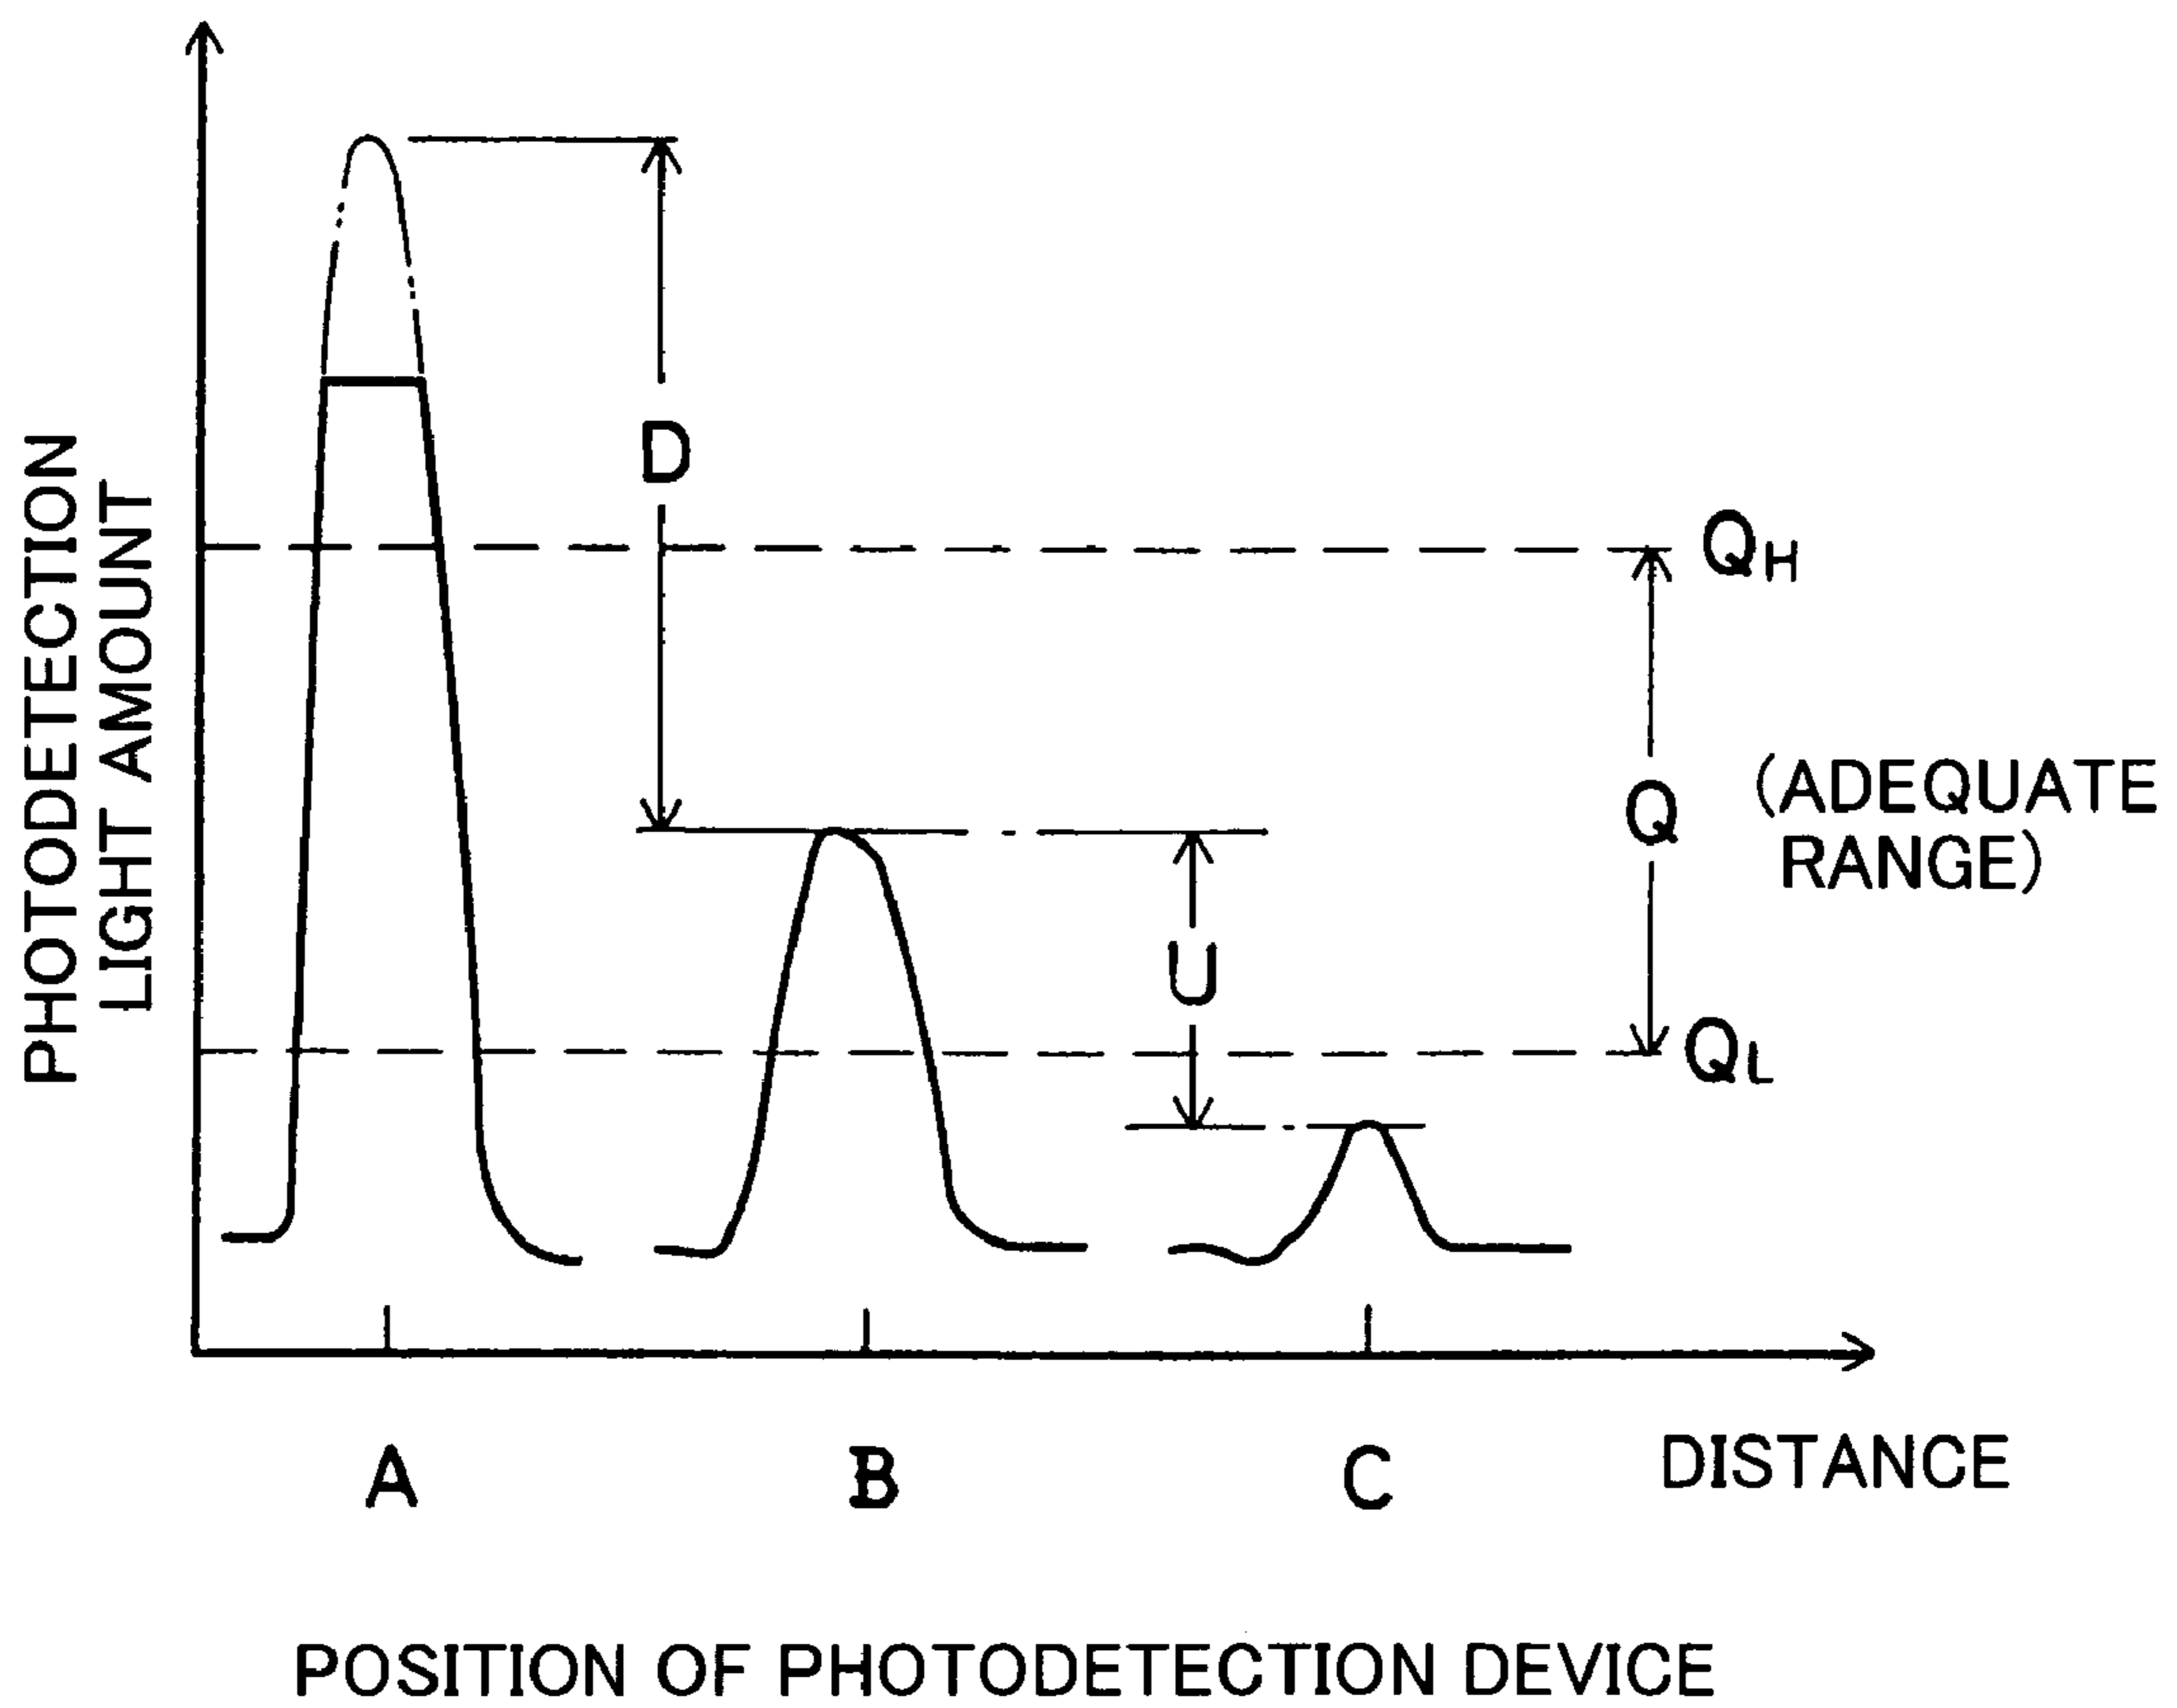 PHOTODETECTION
LIGHT AMOUNT
D
QH
Q
(ADEQUATE
RANGE)
U
QL
A
B
C
DISTANCE
POSITION OF PHOTODETECTION DEVICE